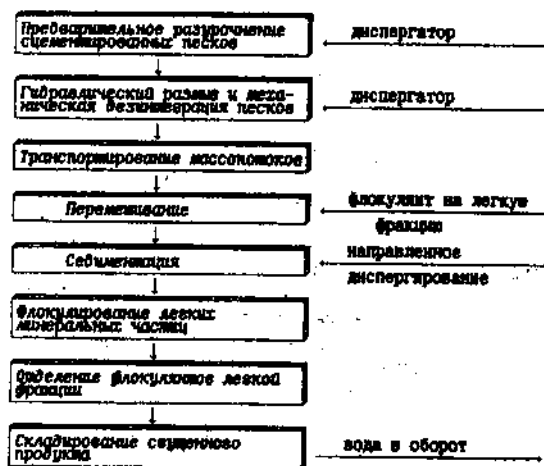 Предварительное разупрочнение
сцементированных песков
диспергатор
Гидравлический размыв и меха-
ническая дезинтеграция песков
диспергатор
Транспортирование массопотоков
Перемешивание
флокулянт на легкую
фракцию
Седиментация
направленное
диспергирование
Флокулирование легких
минеральных частиц
Отделение флокулянтов легкой
фракции
Складирование сгущенного
продукта
вода в оборот